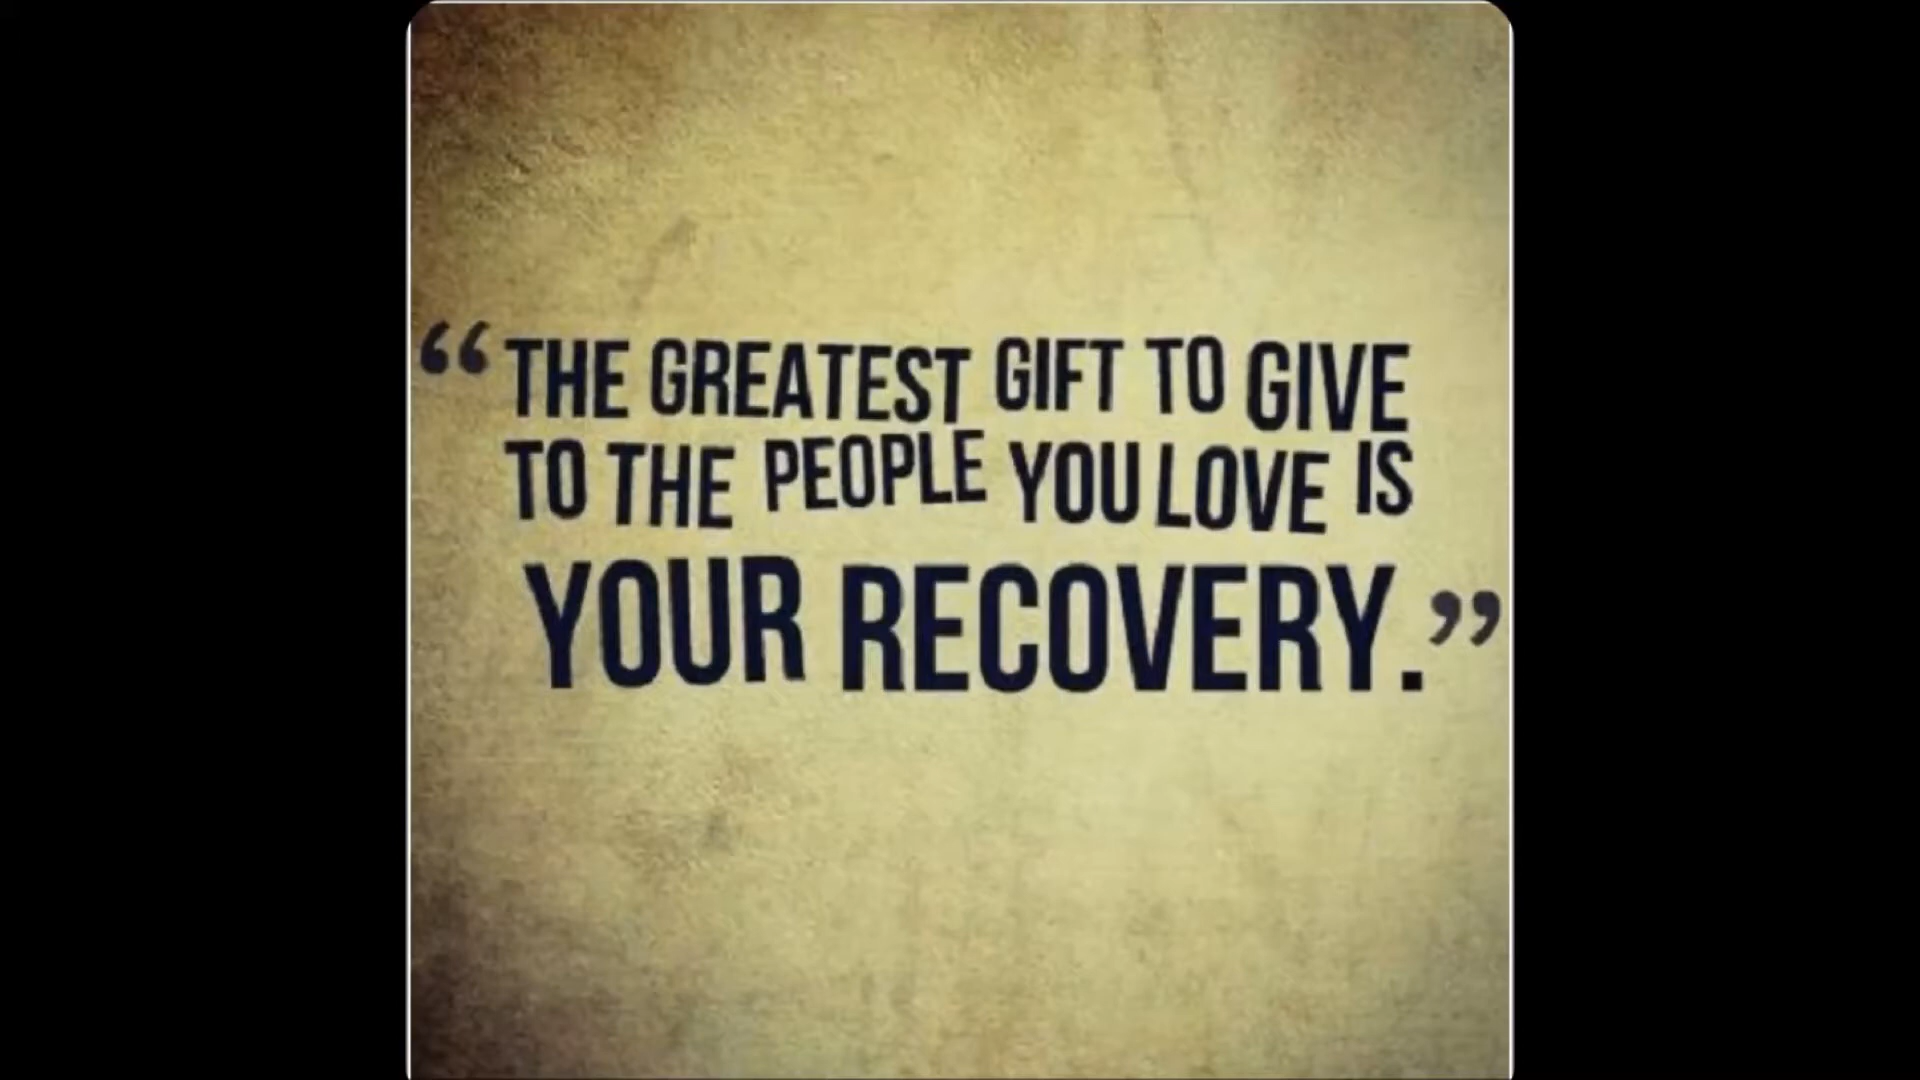 “THE GREATEST GIFT TO GIVE
TO THE PEOPLE YOU LOVE IS
YOUR RECOVERY.”